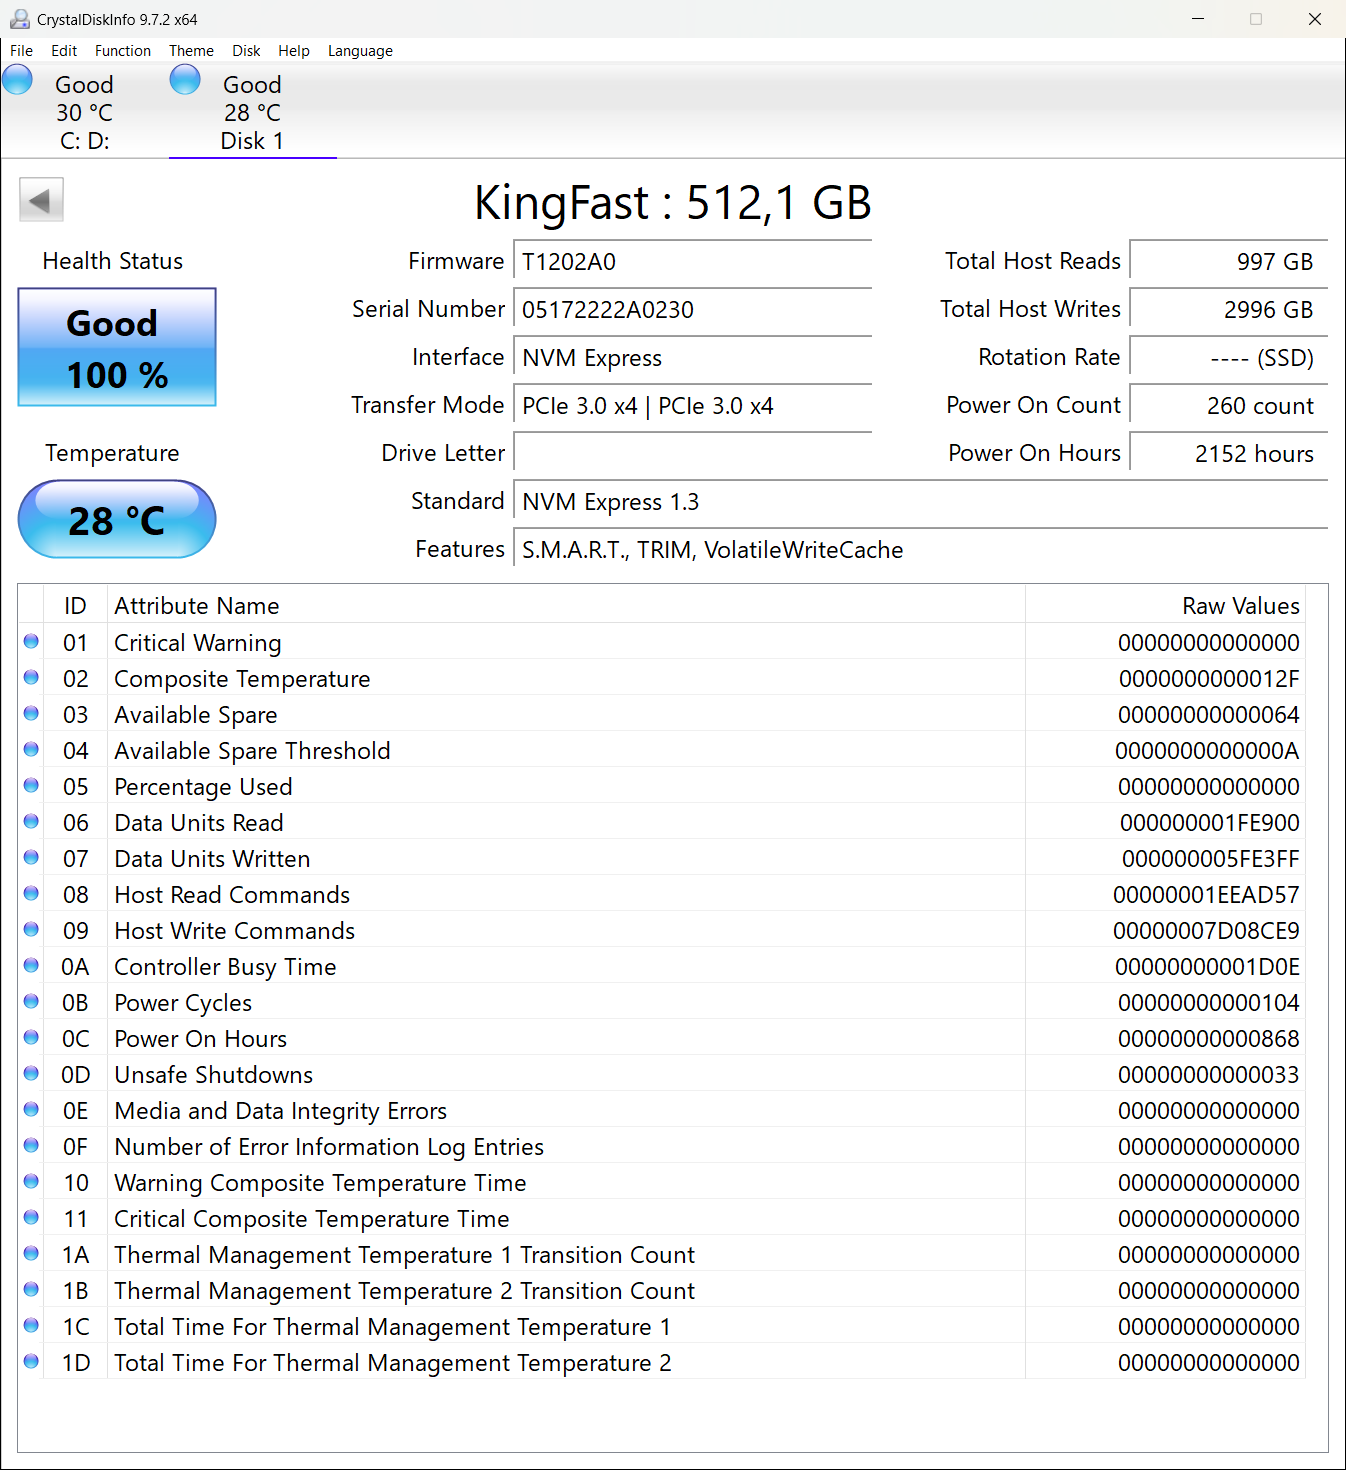 CrystalDiskInfo 9.7.2 x64
File Edit Function Theme Disk Help Language
Good Good
30 °C 28 °C
C: D: Disk 1
KingFast : 512,1 GB
Health Status
Good
100 %
Temperature
28 °C
Firmware T1202A0
Serial Number 05172222A0230
Interface NVM Express
Transfer Mode PCIe 3.0 x4 | PCIe 3.0 x4
Drive Letter
Standard NVM Express 1.3
Features S.M.A.R.T., TRIM, VolatileWriteCache
Total Host Reads 997 GB
Total Host Writes 2996 GB
Rotation Rate ---- (SSD)
Power On Count 260 count
Power On Hours 2152 hours
ID Attribute Name Raw Values
01 Critical Warning 00000000000000
02 Composite Temperature 0000000000012F
03 Available Spare 00000000000064
04 Available Spare Threshold 0000000000000A
05 Percentage Used 00000000000000
06 Data Units Read 000000001FE900
07 Data Units Written 000000005FE3FF
08 Host Read Commands 00000001EEAD57
09 Host Write Commands 00000007D08CE9
0A Controller Busy Time 00000000001D0E
0B Power Cycles 00000000000104
0C Power On Hours 00000000000868
0D Unsafe Shutdowns 00000000000033
0E Media and Data Integrity Errors 00000000000000
0F Number of Error Information Log Entries 00000000000000
10 Warning Composite Temperature Time 00000000000000
11 Critical Composite Temperature Time 00000000000000
1A Thermal Management Temperature 1 Transition Count 00000000000000
1B Thermal Management Temperature 2 Transition Count 00000000000000
1C Total Time For Thermal Management Temperature 1 00000000000000
1D Total Time For Thermal Management Temperature 2 00000000000000